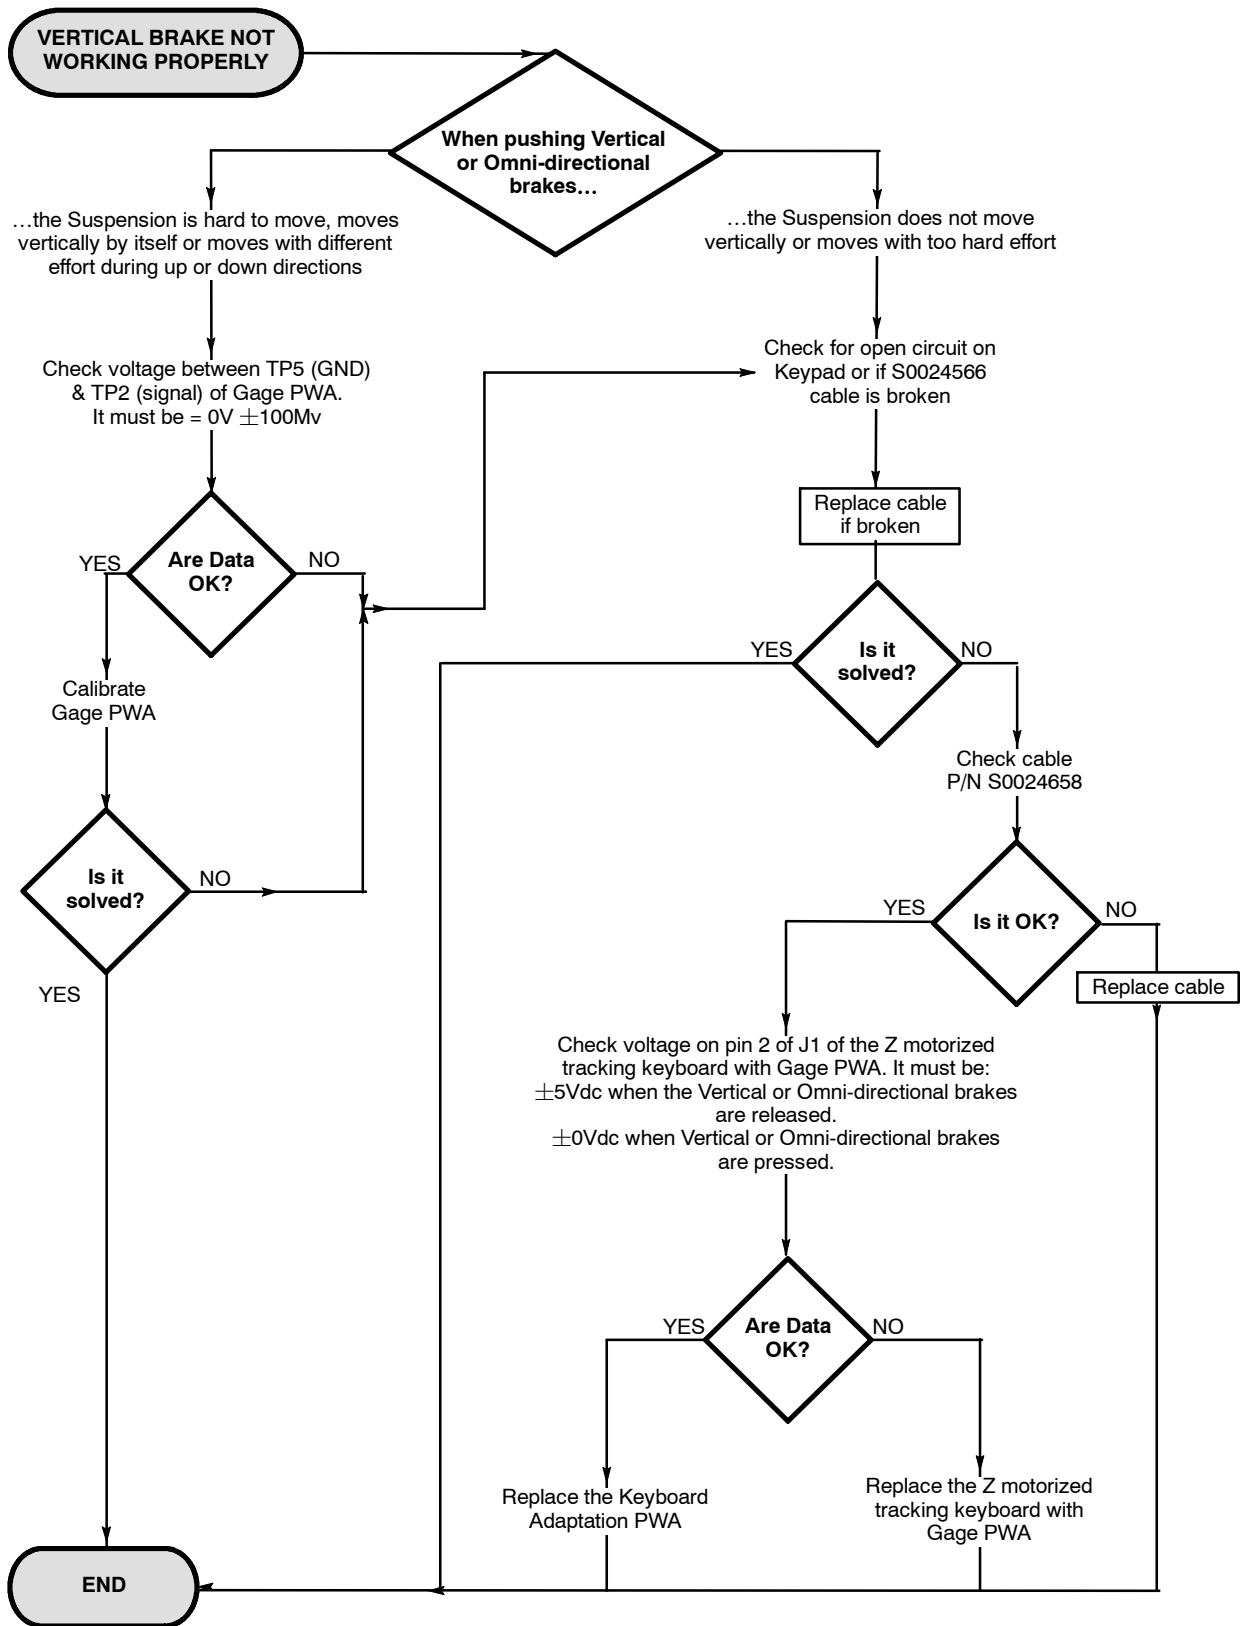 VERTICAL BRAKE NOT
WORKING PROPERLY
When pushing Vertical
or Omni-directional
brakes…
…the Suspension is hard to move, moves
vertically by itself or moves with different
effort during up or down directions
…the Suspension does not move
vertically or moves with too hard effort
Check voltage between TP5 (GND)
& TP2 (signal) of Gage PWA.
It must be = 0V ±100Mv
Check for open circuit on
Keypad or if S0024566
cable is broken
Replace cable
if broken
YES
Are Data
OK?
NO
YES
Is it
solved?
NO
Calibrate
Gage PWA
Check cable
P/N S0024658
Is it
solved?
NO
YES
YES
Is it OK?
NO
Replace cable
Check voltage on pin 2 of J1 of the Z motorized
tracking keyboard with Gage PWA. It must be:
±5Vdc when the Vertical or Omni-directional brakes
are released.
±0Vdc when Vertical or Omni-directional brakes
are pressed.
YES
Are Data
OK?
NO
Replace the Keyboard
Adaptation PWA
Replace the Z motorized
tracking keyboard with
Gage PWA
END